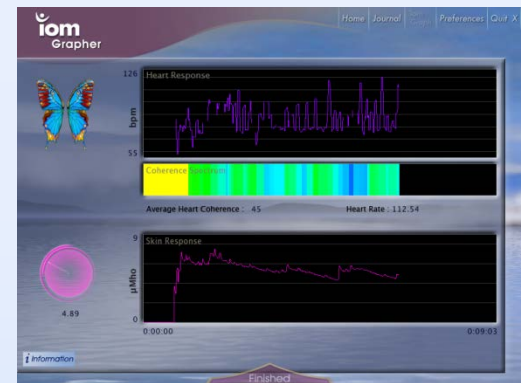 iom
Grapher
Home Journal Preferences Quit X
126
Heart Response
bpm
55
Coherence Spectrum
Average Heart Coherence : 45 Heart Rate : 112.54
9
Skin Response
µMho
0
4.89
0:00:00 0:09:03
i information
Finished